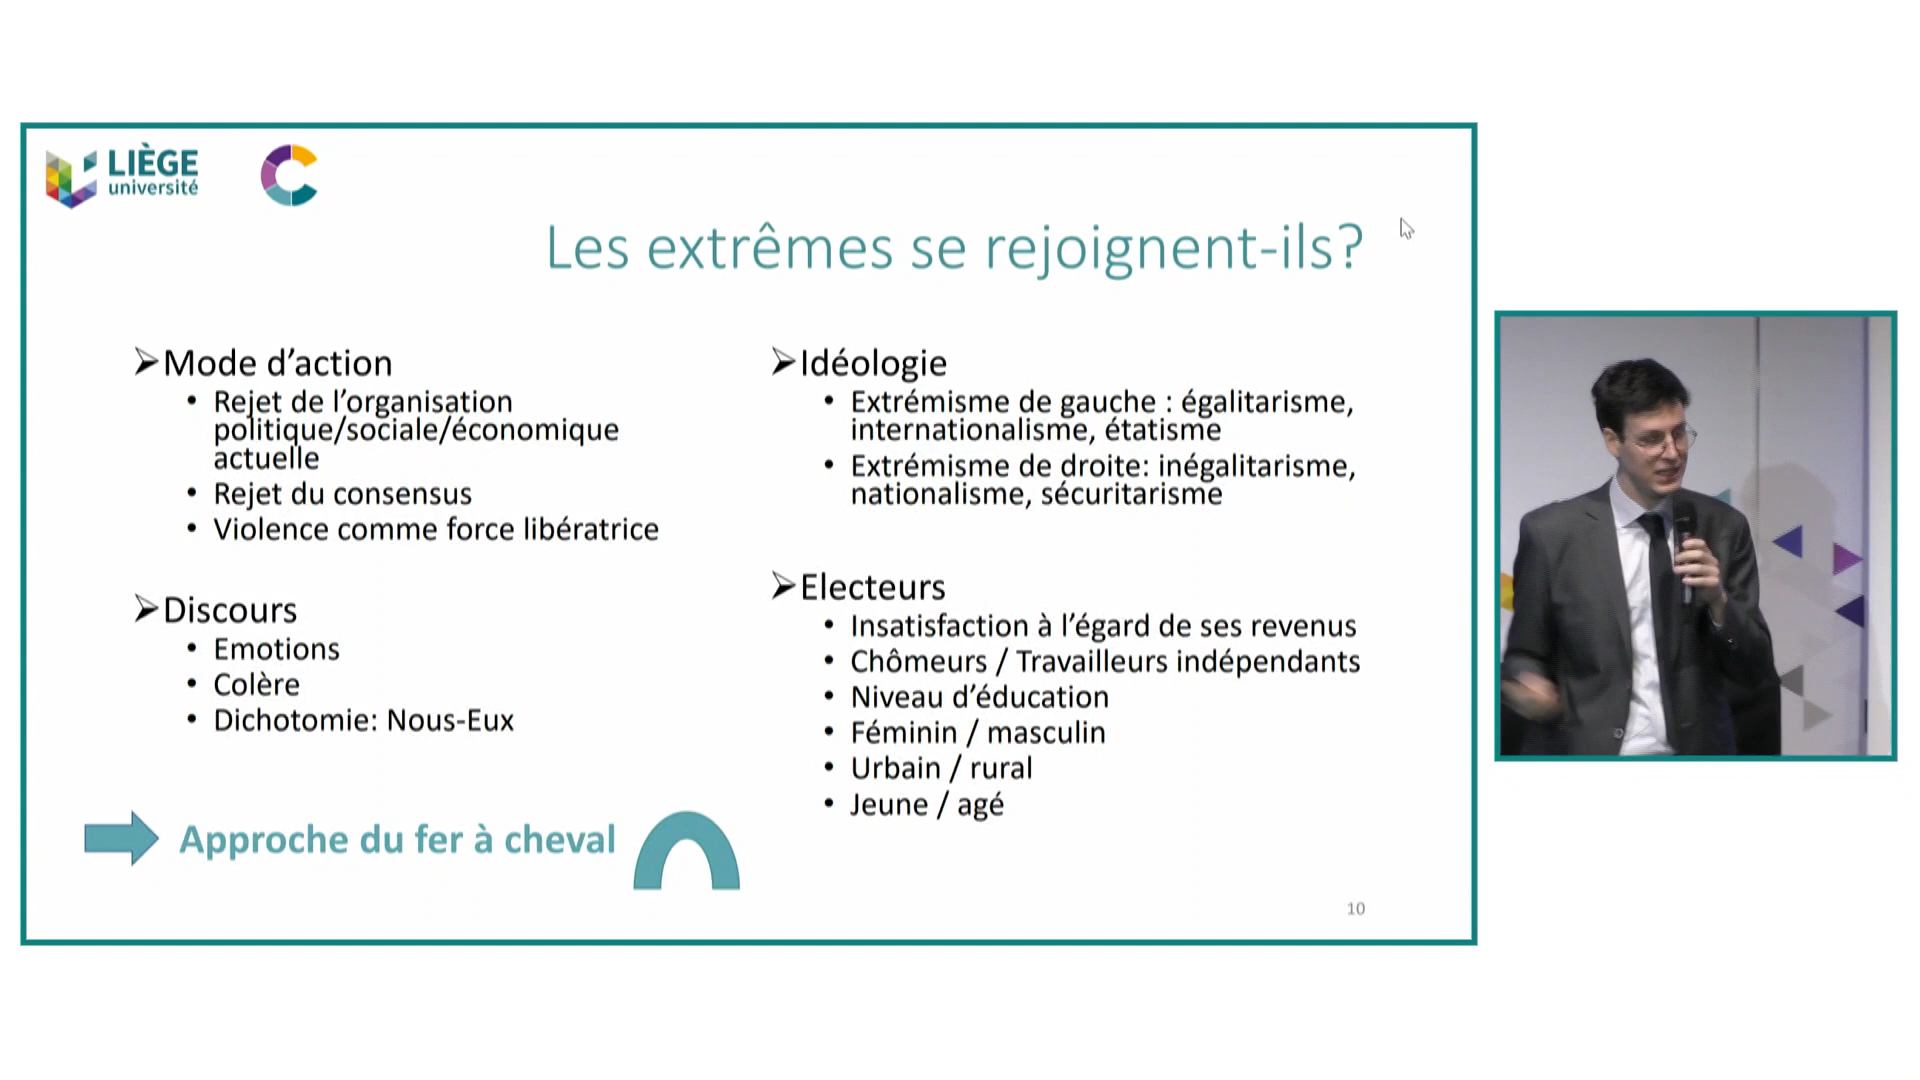 LIÈGE
université
Les extrêmes se rejoignent-ils?
Mode d’action
Rejet de l’organisation
politique/sociale/économique
actuelle
Rejet du consensus
Violence comme force libératrice
Discours
Emotions
Colère
Dichotomie: Nous-Eux
Approche du fer à cheval
Idéologie
Extrémisme de gauche : égalitarisme,
internationalisme, étatisme
Extrémisme de droite: inégalitarisme,
nationalisme, sécuritarisme
Electeurs
Insatisfaction à l’égard de ses revenus
Chômeurs / Travailleurs indépendants
Niveau d’éducation
Féminin / masculin
Urbain / rural
Jeune / agé
10